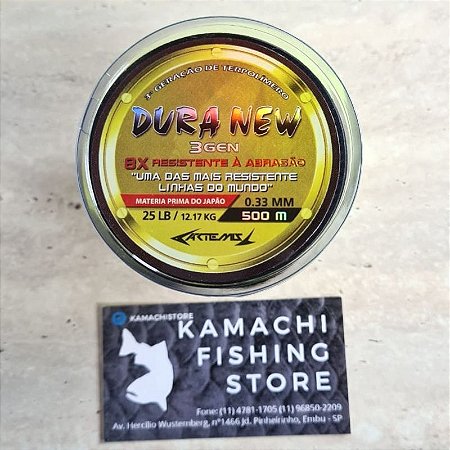 3ª GERAÇÃO DE TERPOLÍMERO
DURA NEW
3GEN
8X RESISTENTE À ABRASÃO
"UMA DAS MAIS RESISTENTE
LINHAS DO MUNDO"
MATERIA PRIMA DO JAPÃO 0.33 MM
25 LB / 12.17 KG 500 M
ARTEMS
KAMACHISTORE
KAMACHI
FISHING
STORE
Fone: (11) 4781-1705 (11) 96850-2209
Av. Hercílio Wustemberg, nº1466 Jd. Pinheirinho, Embu - SP